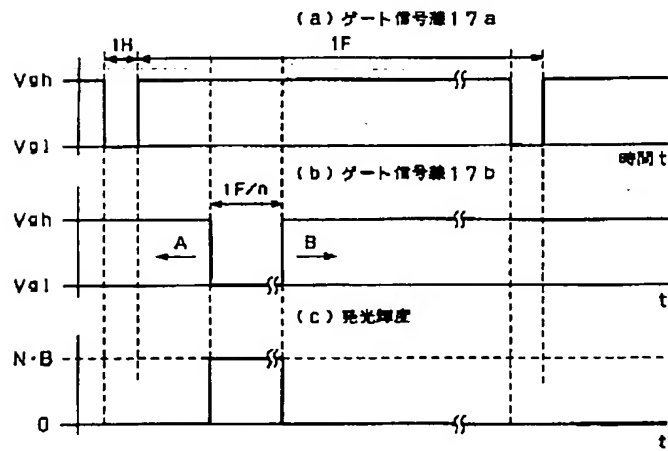 (a)ゲート信号線17a
1H
1F
Vgh
Vgl
時間t
(b)ゲート信号線17b
1F/n
Vgh
A
B
Vgl
t
(c)発光輝度
N·B
0
t